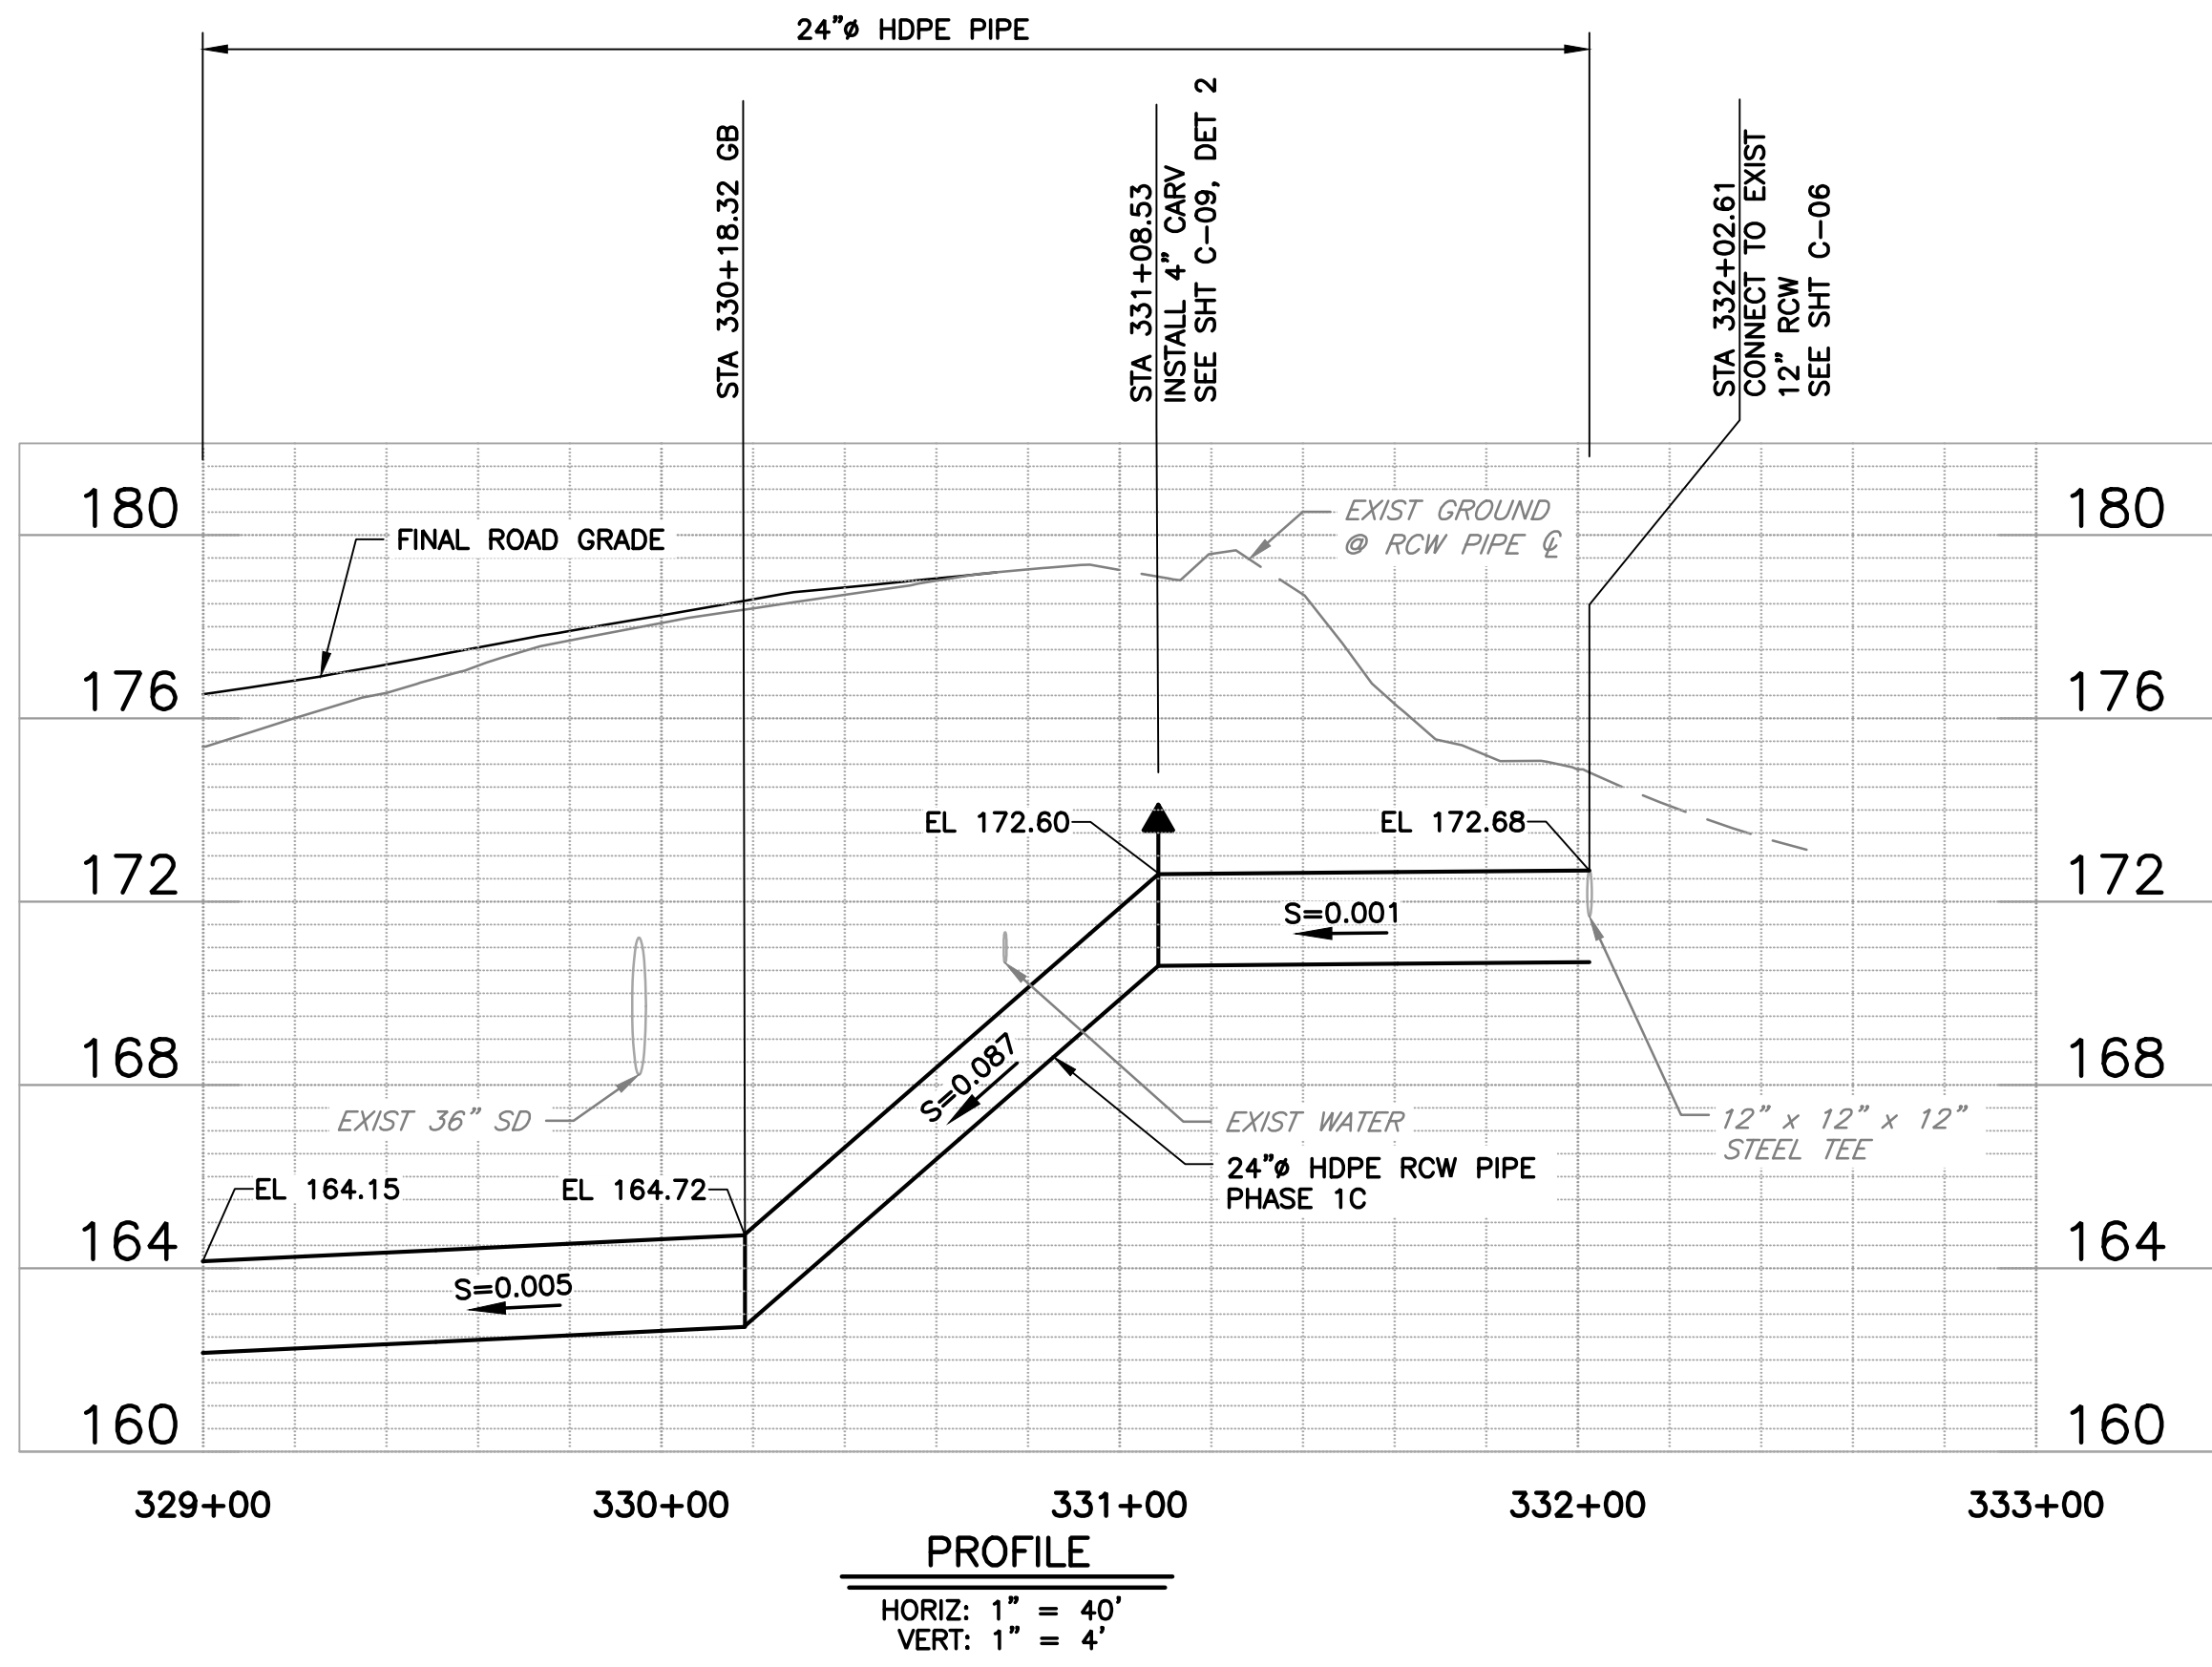 24"ø HDPE PIPE
STA 330+18.32 GB
STA 331+08.53
INSTALL 4" CARV
SEE SHT C-09, DET 2
STA 332+02.61
CONNECT TO EXIST
12" RCW
SEE SHT C-06
180
180
FINAL ROAD GRADE
EXIST GROUND
@ RCW PIPE ℄
176
176
EL 172.60
EL 172.68
172
172
S=0.001
168
168
S=0.087
EXIST 36" SD
EXIST WATER
12" x 12" x 12"
STEEL TEE
24"ø HDPE RCW PIPE
PHASE 1C
EL 164.15
EL 164.72
164
164
S=0.005
160
160
329+00
330+00
331+00
332+00
333+00
PROFILE
HORIZ: 1" = 40'
VERT: 1" = 4'